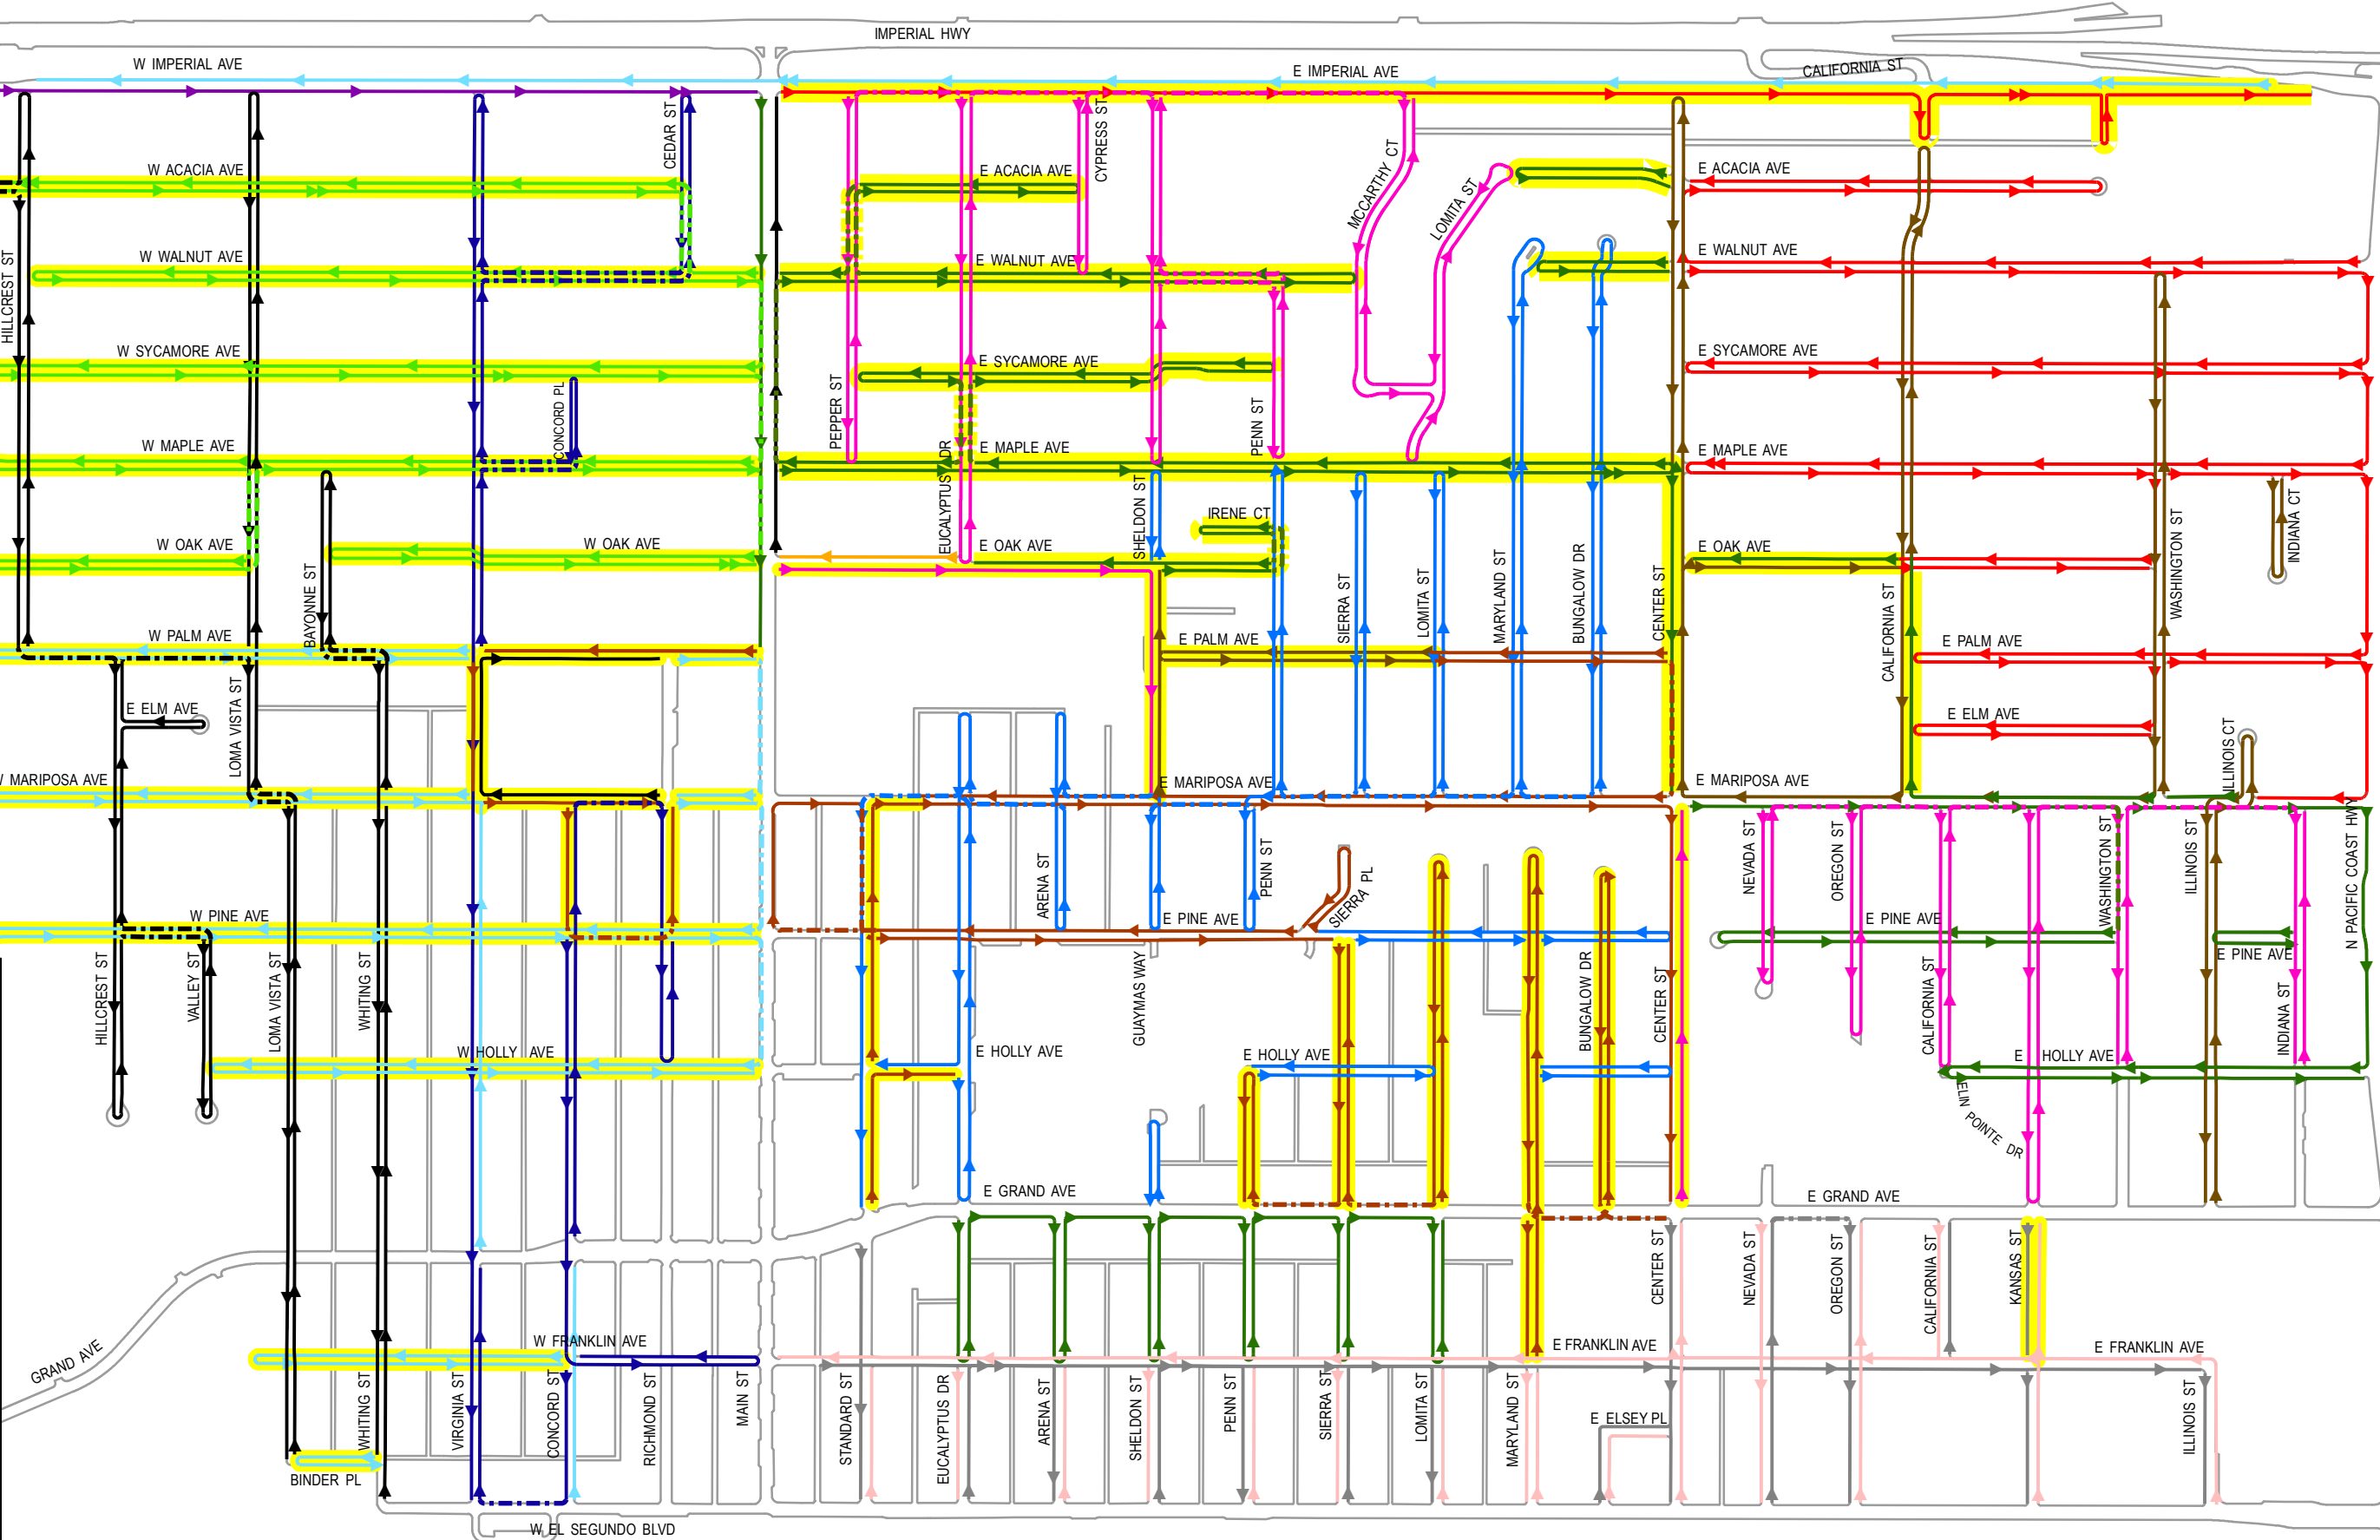 IMPERIAL HWY
W IMPERIAL AVE
E IMPERIAL AVE
CALIFORNIA ST
CEDAR ST
CYPRESS ST
W ACACIA AVE
E ACACIA AVE
E ACACIA AVE
MCCARTHY CT
LOMITA ST
HILLCREST ST
W WALNUT AVE
E WALNUT AVE
E WALNUT AVE
W SYCAMORE AVE
E SYCAMORE AVE
E SYCAMORE AVE
CONCORD PL
PEPPER ST
PENN ST
W MAPLE AVE
EUCALYPTUS DR
E MAPLE AVE
E MAPLE AVE
SHELDON ST
IRENE CT
INDIANA CT
WASHINGTON ST
W OAK AVE
W OAK AVE
E OAK AVE
E OAK AVE
BAYONNE ST
SIERRA ST
LOMITA ST
MARYLAND ST
BUNGALOW DR
CENTER ST
CALIFORNIA ST
W PALM AVE
E PALM AVE
E PALM AVE
E ELM AVE
LOMA VISTA ST
E ELM AVE
ILLINOIS CT
W MARIPOSA AVE
E MARIPOSA AVE
E MARIPOSA AVE
NEVADA ST
OREGON ST
WASHINGTON ST
ILLINOIS ST
N PACIFIC COAST HWY
ARENA ST
PENN ST
SIERRA PL
W PINE AVE
E PINE AVE
E PINE AVE
E PINE AVE
HILLCREST ST
VALLEY ST
LOMA VISTA ST
WHITING ST
GUAYMAS WAY
BUNGALOW DR
CENTER ST
CALIFORNIA ST
INDIANA ST
W HOLLY AVE
E HOLLY AVE
E HOLLY AVE
E HOLLY AVE
ELIN POINTE DR
E GRAND AVE
E GRAND AVE
CENTER ST
NEVADA ST
OREGON ST
CALIFORNIA ST
KANSAS ST
GRAND AVE
W FRANKLIN AVE
E FRANKLIN AVE
E FRANKLIN AVE
WHITING ST
VIRGINIA ST
CONCORD ST
RICHMOND ST
MAIN ST
STANDARD ST
EUCALYPTUS DR
ARENA ST
SHELDON ST
PENN ST
SIERRA ST
LOMITA ST
MARYLAND ST
E ELSEY PL
ILLINOIS ST
BINDER PL
W EL SEGUNDO BLVD